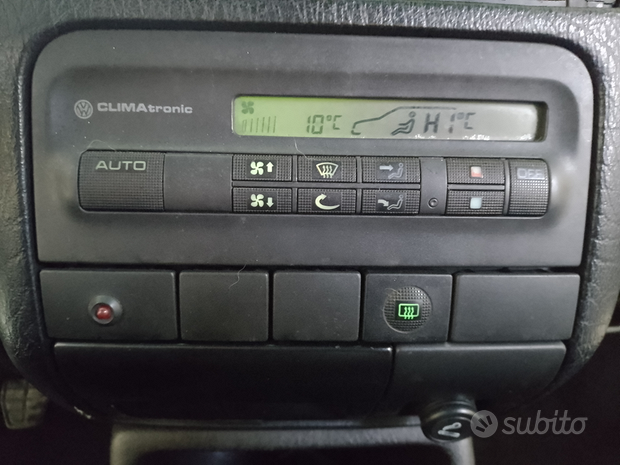 CLIMAtronic
10°C HI°C
AUTO
OFF
subito